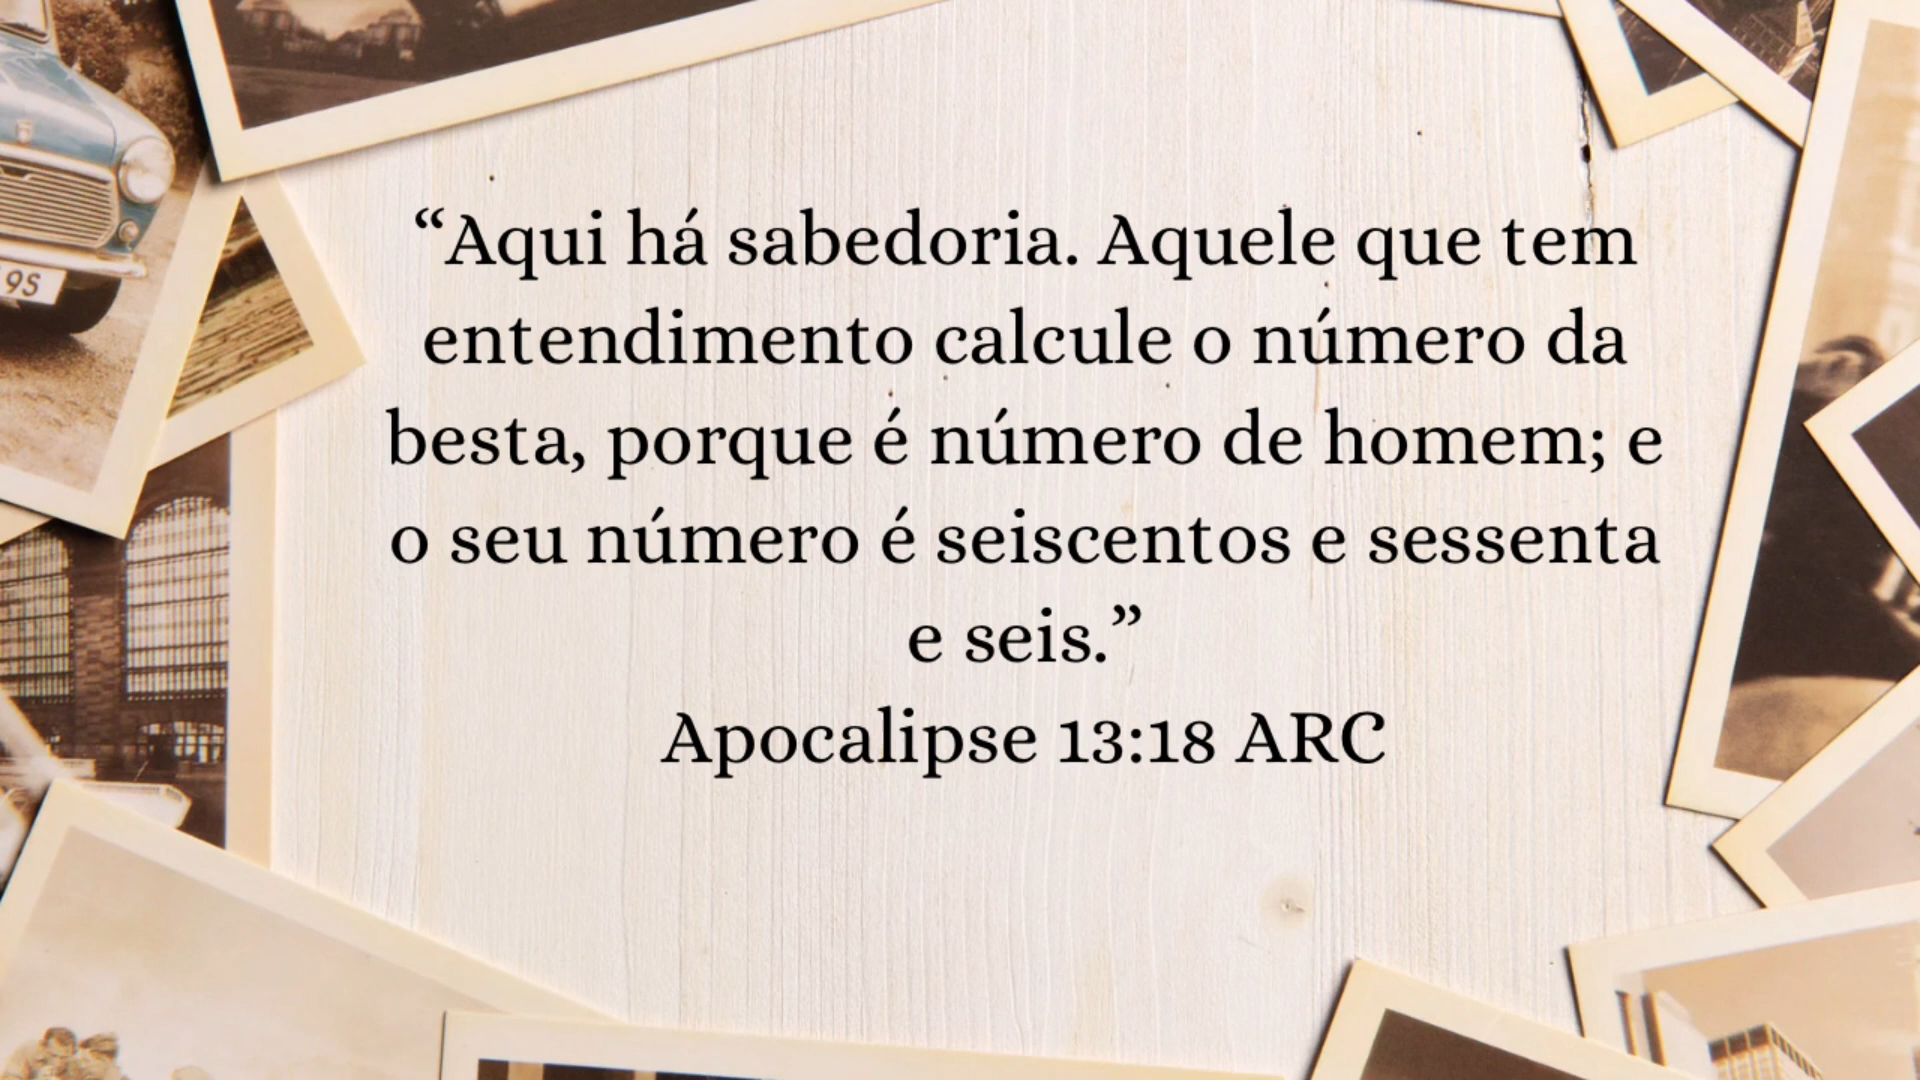 “Aqui há sabedoria. Aquele que tem
entendimento calcule o número da
besta, porque é número de homem; e
o seu número é seiscentos e sessenta
e seis.”
Apocalipse 13:18 ARC
9S